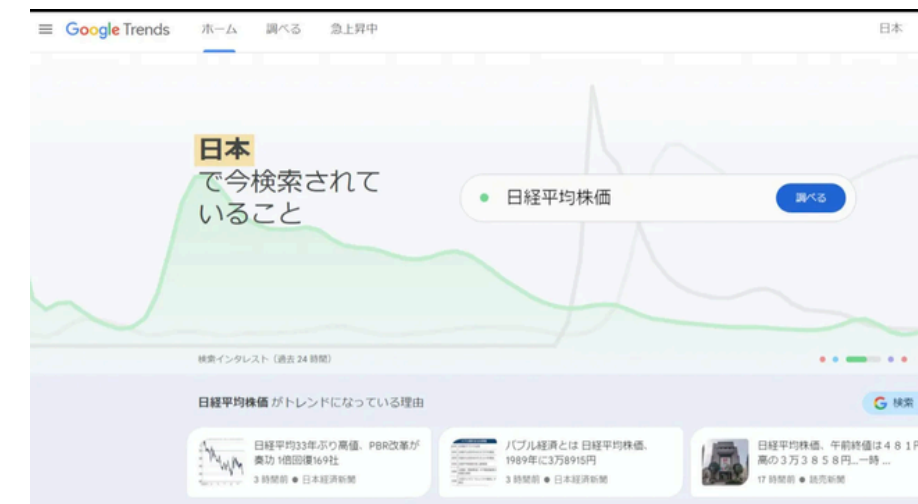 Google Trends ホーム 調べる 急上昇中 日本
日本
で今検索されて
いること
日経平均株価 調べる
検索インタレスト（過去 24 時間）
日経平均株価 がトレンドになっている理由 検索
日経平均33年ぶり高値、PBR改革が
奏功 1倍回復169社
3 時間前 ● 日本経済新聞
バブル経済とは 日経平均株価、
1989年に3万8915円
3 時間前 ● 日本経済新聞
日経平均株価、午前終値は４８１円
高の３万３８５８円…一時 ...
17 時間前 ● 読売新聞